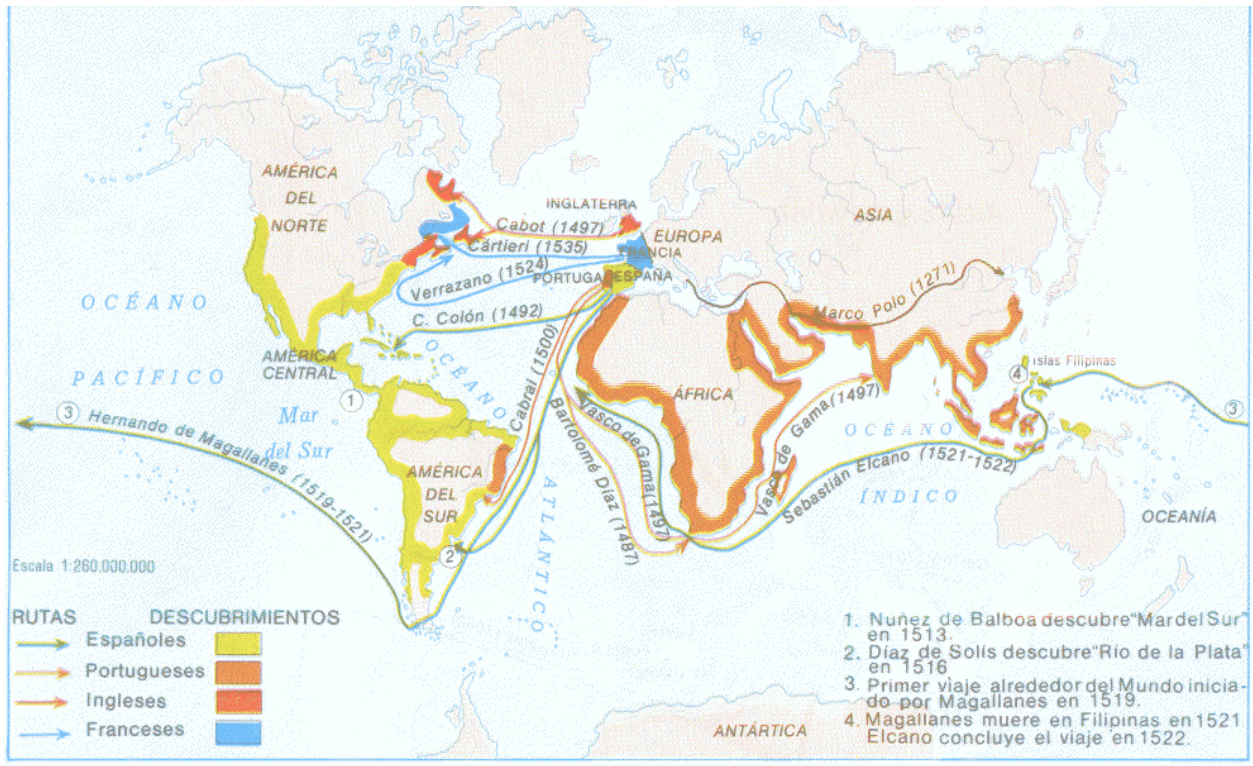 AMÉRICA
DEL
NORTE
INGLATERRA
Cabot (1497)
EUROPA
ASIA
Cártieri (1535)
FRANCIA
Verrazano (1524)
PORTUGAL
ESPAÑA
Marco Polo (1271)
OCÉANO
PACÍFICO
C. Colón (1492)
AMÉRICA
CENTRAL
OCÉANO
ATLÁNTICO
Cabral (1500)
ÁFRICA
Islas Filipinas
4
1
3
3
Hernando de Magallanes (1519-1521)
Mar
del Sur
Bartolomé Díaz (1487)
Vasco de Gama (1497)
Vasco de Gama (1497)
OCÉANO
ÍNDICO
Sebastián Elcano (1521-1522)
AMÉRICA
DEL
SUR
2
OCEANÍA
ANTÁRTICA
Escala 1:260.000.000
RUTAS DESCUBRIMIENTOS
Españoles
Portugueses
Ingleses
Franceses
1. Nuñez de Balboa descubre "Mar del Sur"
en 1513.
2. Díaz de Solís descubre "Río de la Plata"
en 1516
3. Primer viaje alrededor del Mundo inicia-
do por Magallanes en 1519.
4. Magallanes muere en Filipinas en 1521
Elcano concluye el viaje en 1522.